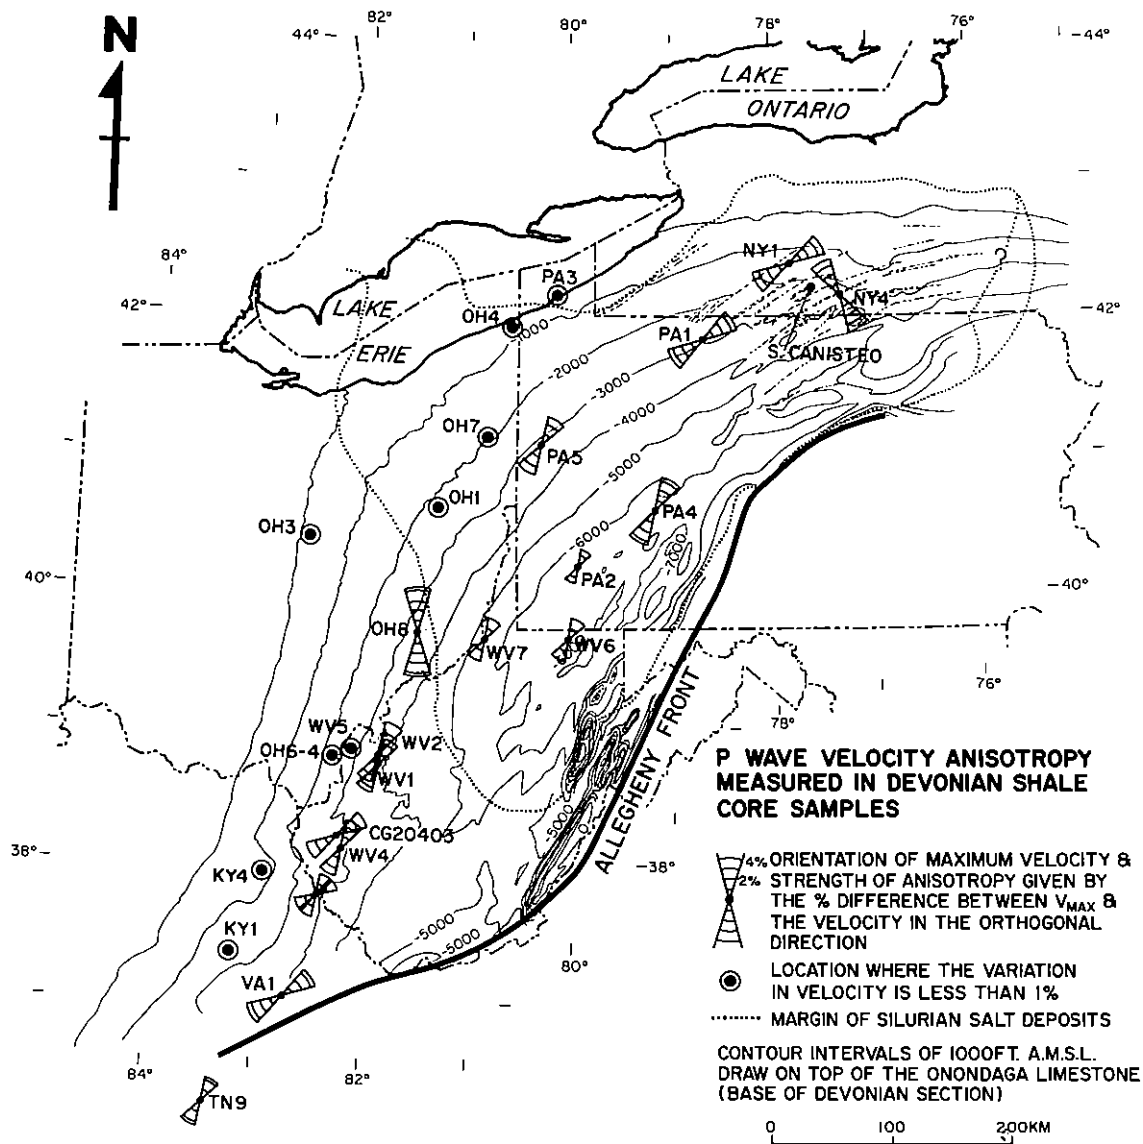 N
82°
80°
78°
76°
44°
44°
LAKE
ONTARIO
84°
42°
LAKE
ERIE
PA3
OH4
NY1
NY4
42°
PA1
S. CANISTEO
-1000
-2000
-3000
-4000
-5000
OH7
PA5
OH1
OH3
PA4
-6000
-7000
PA2
40°
-40°
OH8
WV7
WV6
76°
78°
WV5
WV2
OH6-4
WV1
ALLEGHENY FRONT
CG20403
-5000
WV4
38°
-38°
KY4
KY1
-5000
-5000
VA1
80°
84°
82°
TN9
P WAVE VELOCITY ANISOTROPY
MEASURED IN DEVONIAN SHALE
CORE SAMPLES
4%
2%
ORIENTATION OF MAXIMUM VELOCITY &
STRENGTH OF ANISOTROPY GIVEN BY
THE % DIFFERENCE BETWEEN VMAX &
THE VELOCITY IN THE ORTHOGONAL
DIRECTION
LOCATION WHERE THE VARIATION
IN VELOCITY IS LESS THAN 1%
MARGIN OF SILURIAN SALT DEPOSITS
CONTOUR INTERVALS OF 1000FT. A.M.S.L.
DRAW ON TOP OF THE ONONDAGA LIMESTONE
(BASE OF DEVONIAN SECTION)
0 100 200KM